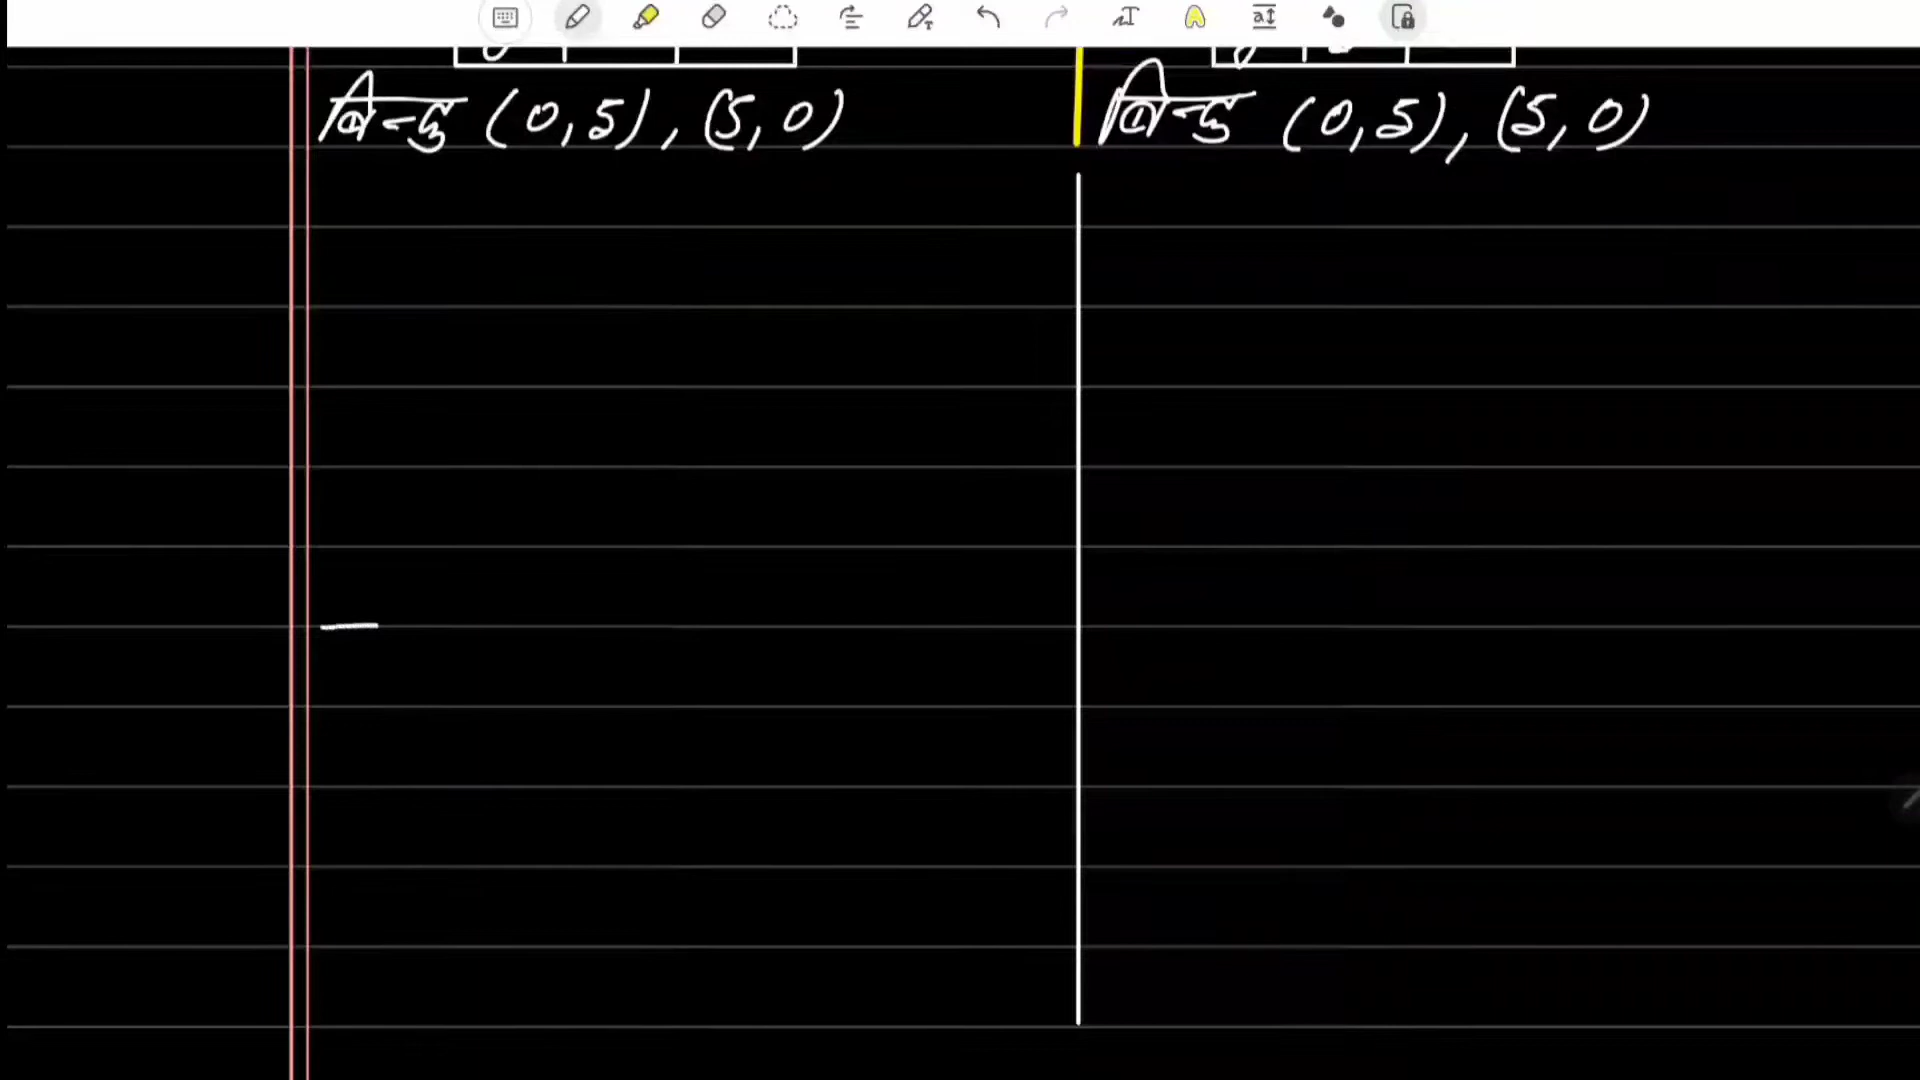 बिन्दु (0, 5), (5, 0)
बिन्दु (0, 5), (5, 0)